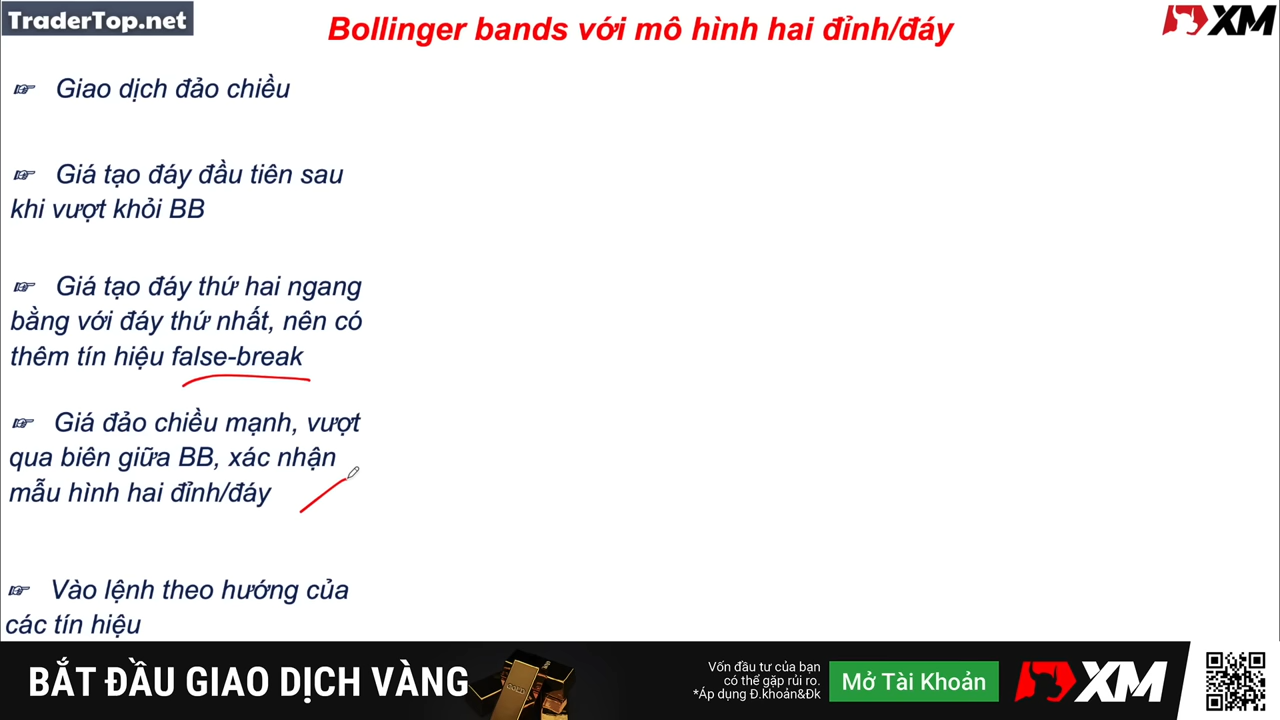 TraderTop.net
Bollinger bands với mô hình hai đỉnh/đáy
XM
☞ Giao dịch đảo chiều
☞ Giá tạo đáy đầu tiên sau
khi vượt khỏi BB
☞ Giá tạo đáy thứ hai ngang
bằng với đáy thứ nhất, nên có
thêm tín hiệu false-break
☞ Giá đảo chiều mạnh, vượt
qua biên giữa BB, xác nhận
mẫu hình hai đỉnh/đáy
☞ Vào lệnh theo hướng của
các tín hiệu
BẮT ĐẦU GIAO DỊCH VÀNG
Vốn đầu tư của bạn
có thể gặp rủi ro.
*Áp dụng Đ.khoản&Đk
Mở Tài Khoản
XM